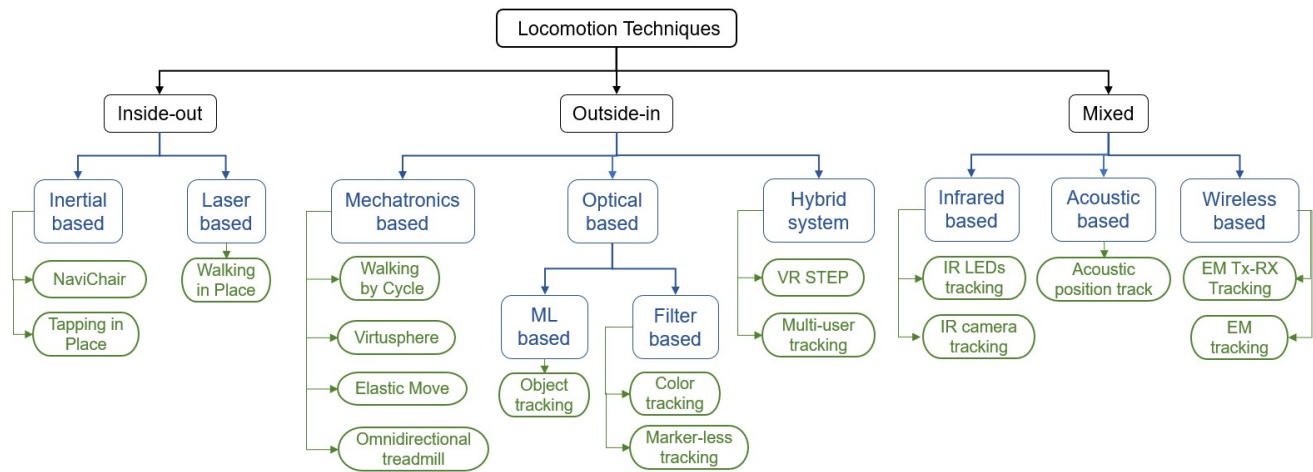 Locomotion Techniques
Inside-out
Outside-in
Mixed
Inertial
based
Laser
based
Mechatronics
based
Optical
based
Hybrid
system
Infrared
based
Acoustic
based
Wireless
based
NaviChair
Tapping in
Place
Walking
in Place
Walking
by Cycle
Virtusphere
Elastic Move
Omnidirectional
treadmill
ML
based
Object
tracking
Filter
based
Color
tracking
Marker-less
tracking
VR STEP
Multi-user
tracking
IR LEDs
tracking
IR camera
tracking
Acoustic
position track
EM Tx-RX
Tracking
EM
tracking